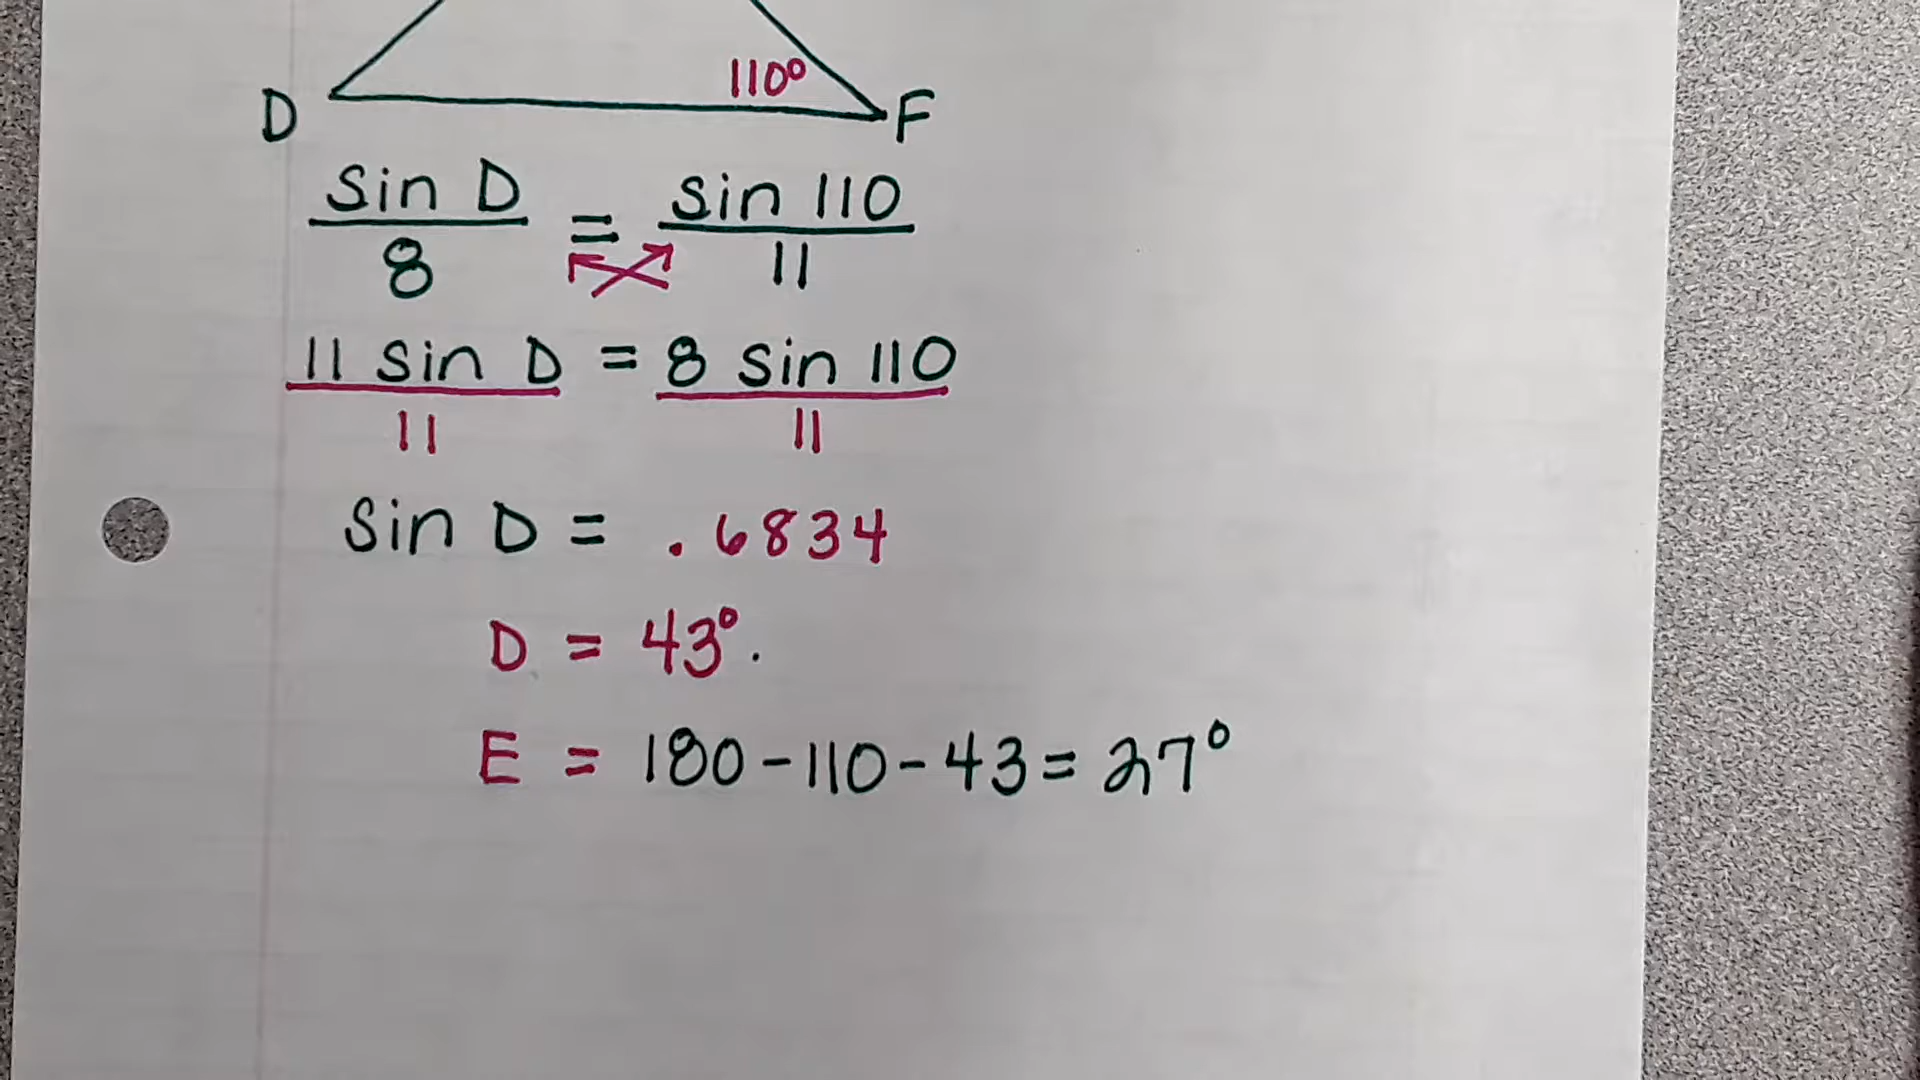 110°
D F
sin D / 8 = sin 110 / 11
11 sin D / 11 = 8 sin 110 / 11
sin D = .6834
D = 43°.
E = 180 - 110 - 43 = 27°